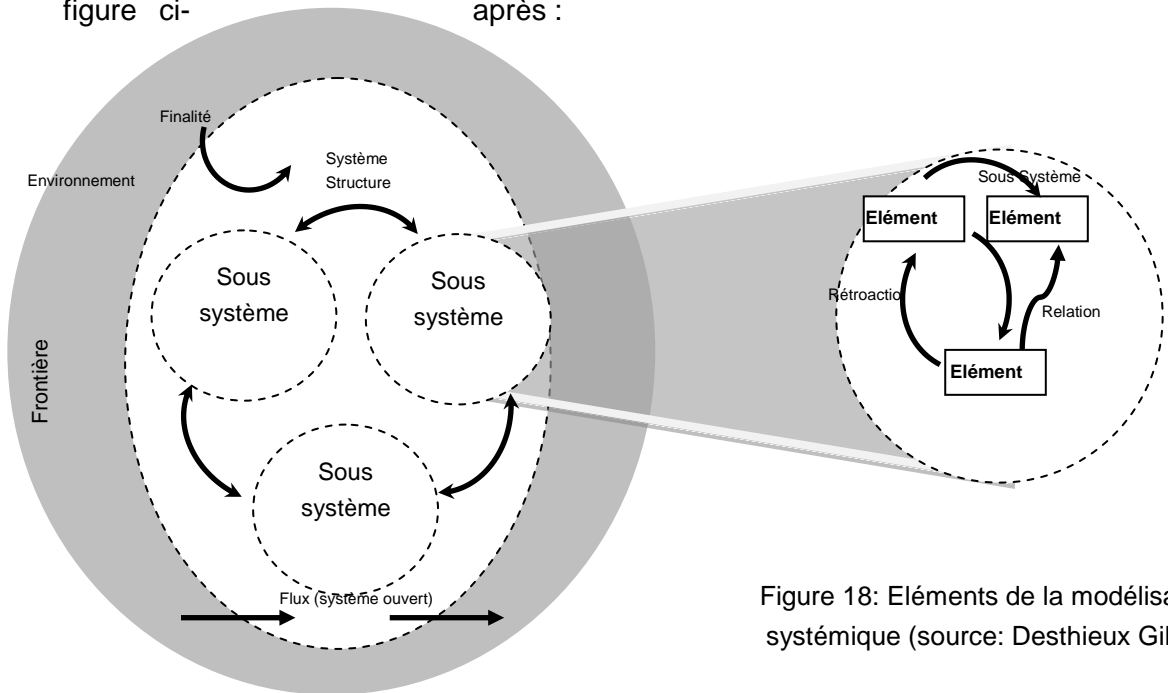 figure ci- après :
Finalité
Environnement
Système
Structure
Frontière
Sous
système
Sous
système
Sous
système
Flux (système ouvert)
Sous Système
Elément
Elément
Rétroactio
Relation
Elément
Figure 18: Eléments de la modélisa
systémique (source: Desthieux Gil